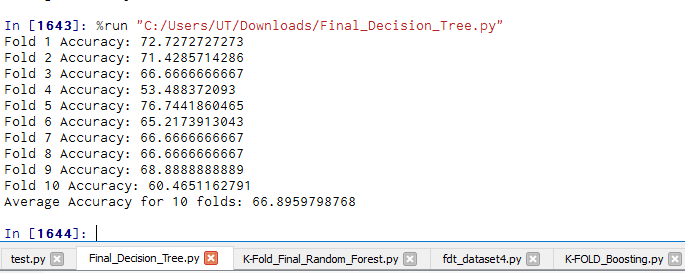 In [1643]: %run "C:/Users/UT/Downloads/Final_Decision_Tree.py"
Fold 1 Accuracy: 72.7272727273
Fold 2 Accuracy: 71.4285714286
Fold 3 Accuracy: 66.6666666667
Fold 4 Accuracy: 53.488372093
Fold 5 Accuracy: 76.7441860465
Fold 6 Accuracy: 65.2173913043
Fold 7 Accuracy: 66.6666666667
Fold 8 Accuracy: 66.6666666667
Fold 9 Accuracy: 68.8888888889
Fold 10 Accuracy: 60.4651162791
Average Accuracy for 10 folds: 66.8959798768
In [1644]:
test.py Final_Decision_Tree.py K-Fold_Final_Random_Forest.py fdt_dataset4.py K-FOLD_Boosting.py